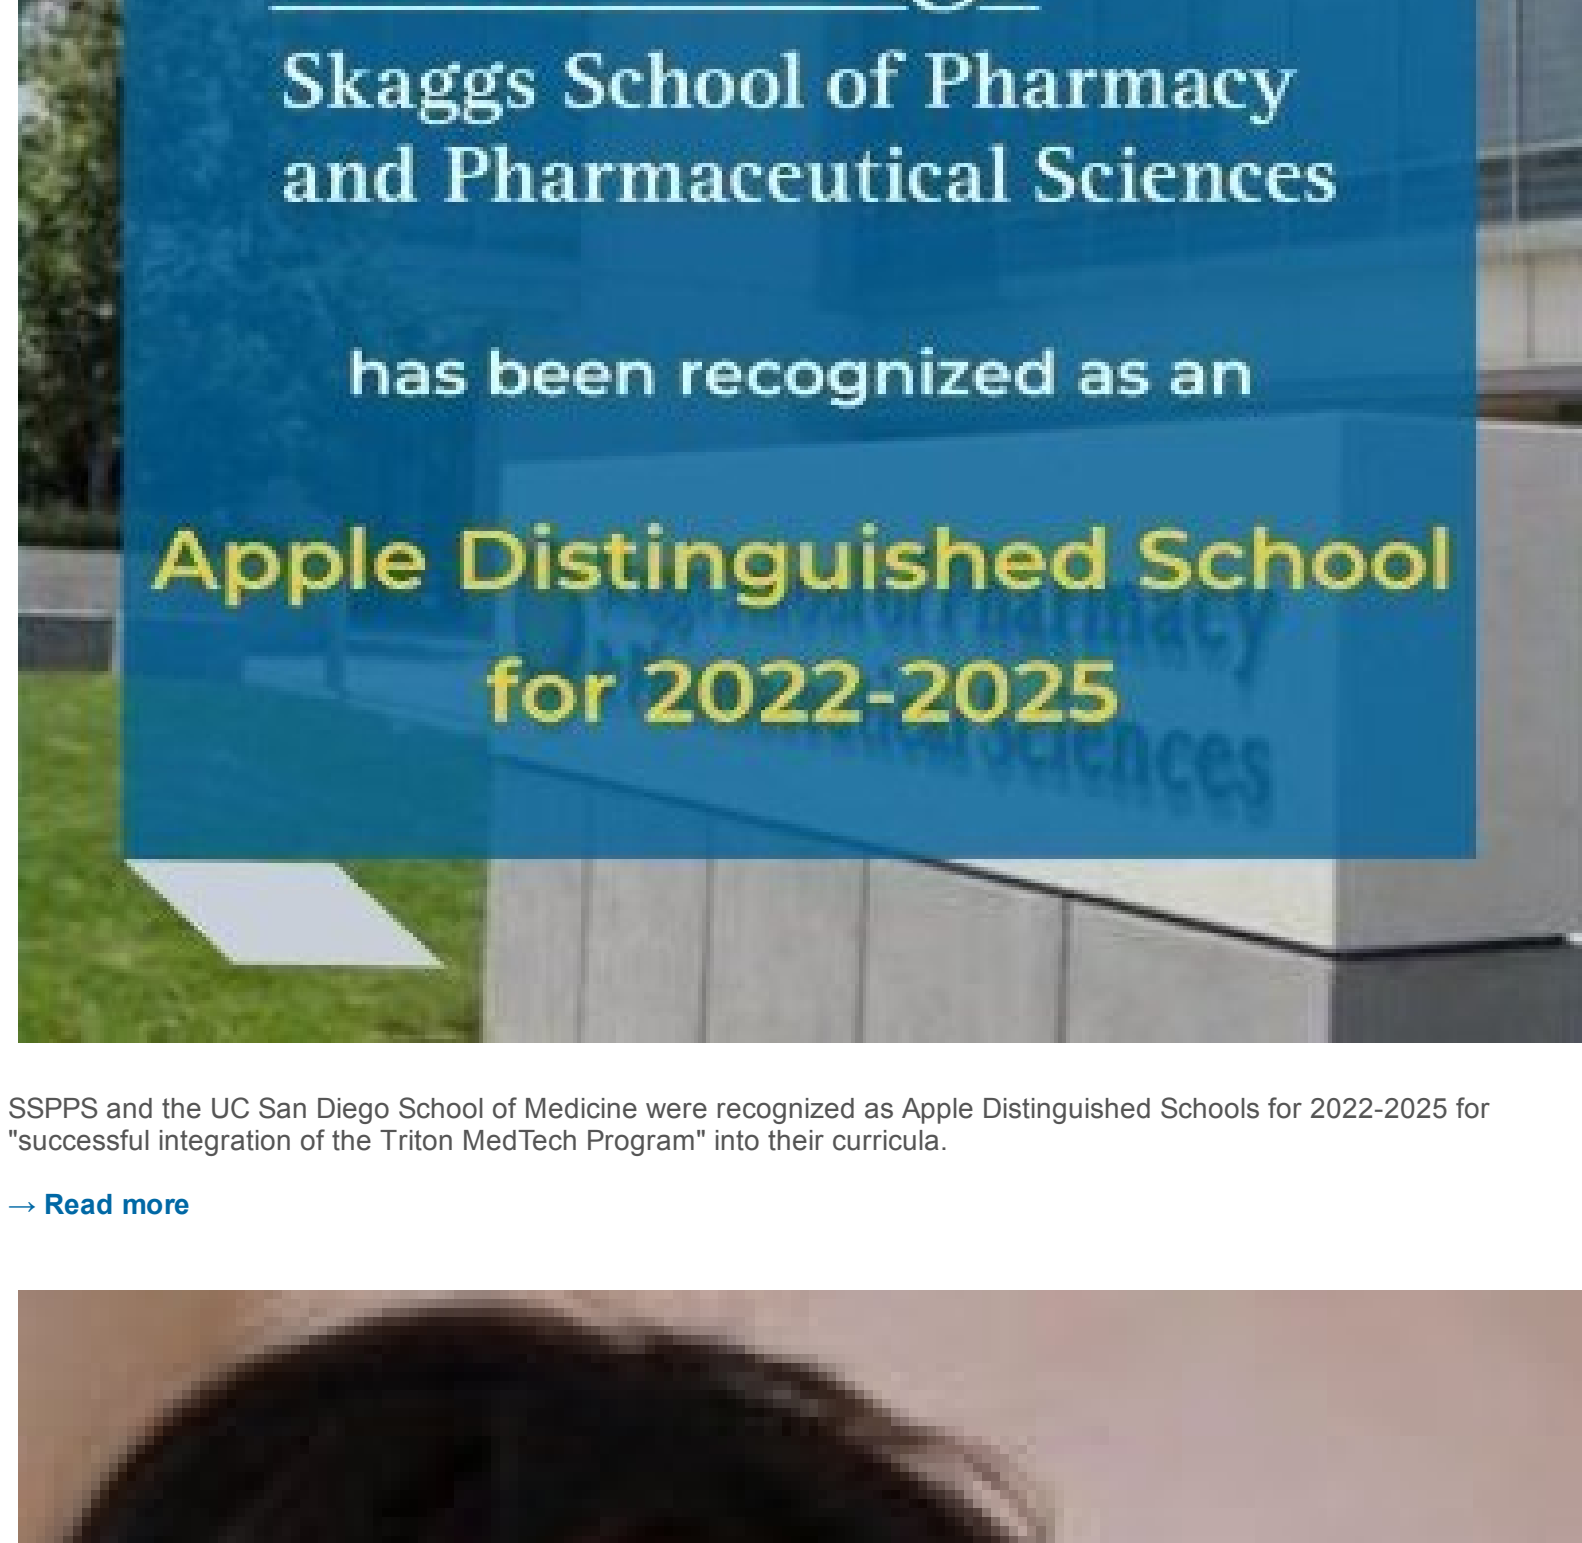 Skaggs School of Pharmacy
and Pharmaceutical Sciences
has been recognized as an
Apple Distinguished School
for 2022-2025
Pharmacy
Sciences
SSPPS and the UC San Diego School of Medicine were recognized as Apple Distinguished Schools for 2022-2025 for
"successful integration of the Triton MedTech Program" into their curricula.
→ Read more